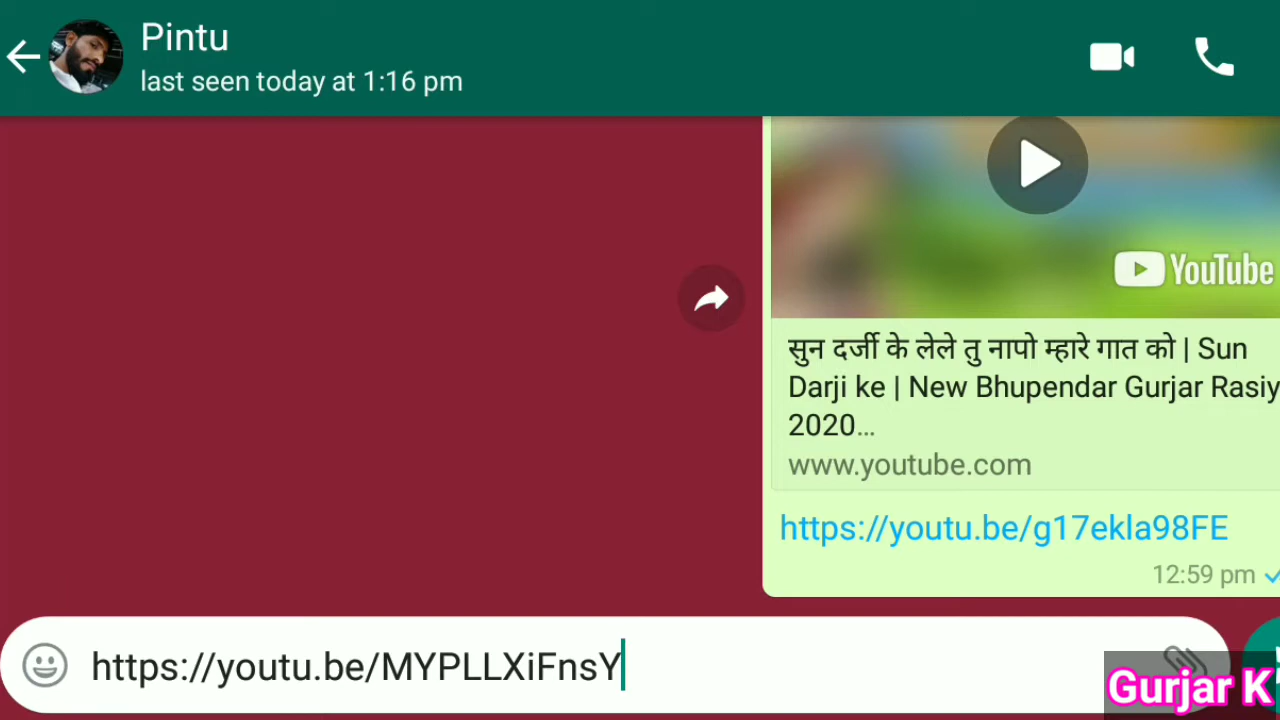 Pintu
last seen today at 1:16 pm
YouTube
सुन दर्जी के लेले तु नापो म्हारे गात को | Sun
Darji ke | New Bhupendar Gurjar Rasiy
2020...
www.youtube.com
https://youtu.be/g17ekla98FE
12:59 pm
https://youtu.be/MYPLLXiFnsY
Gurjar K